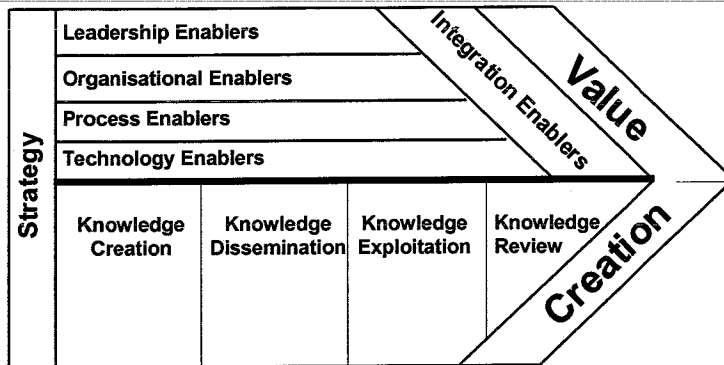 Strategy
Leadership Enablers
Organisational Enablers
Process Enablers
Technology Enablers
Integration Enablers
Value
Knowledge
Creation
Knowledge
Dissemination
Knowledge
Exploitation
Knowledge
Review
Creation